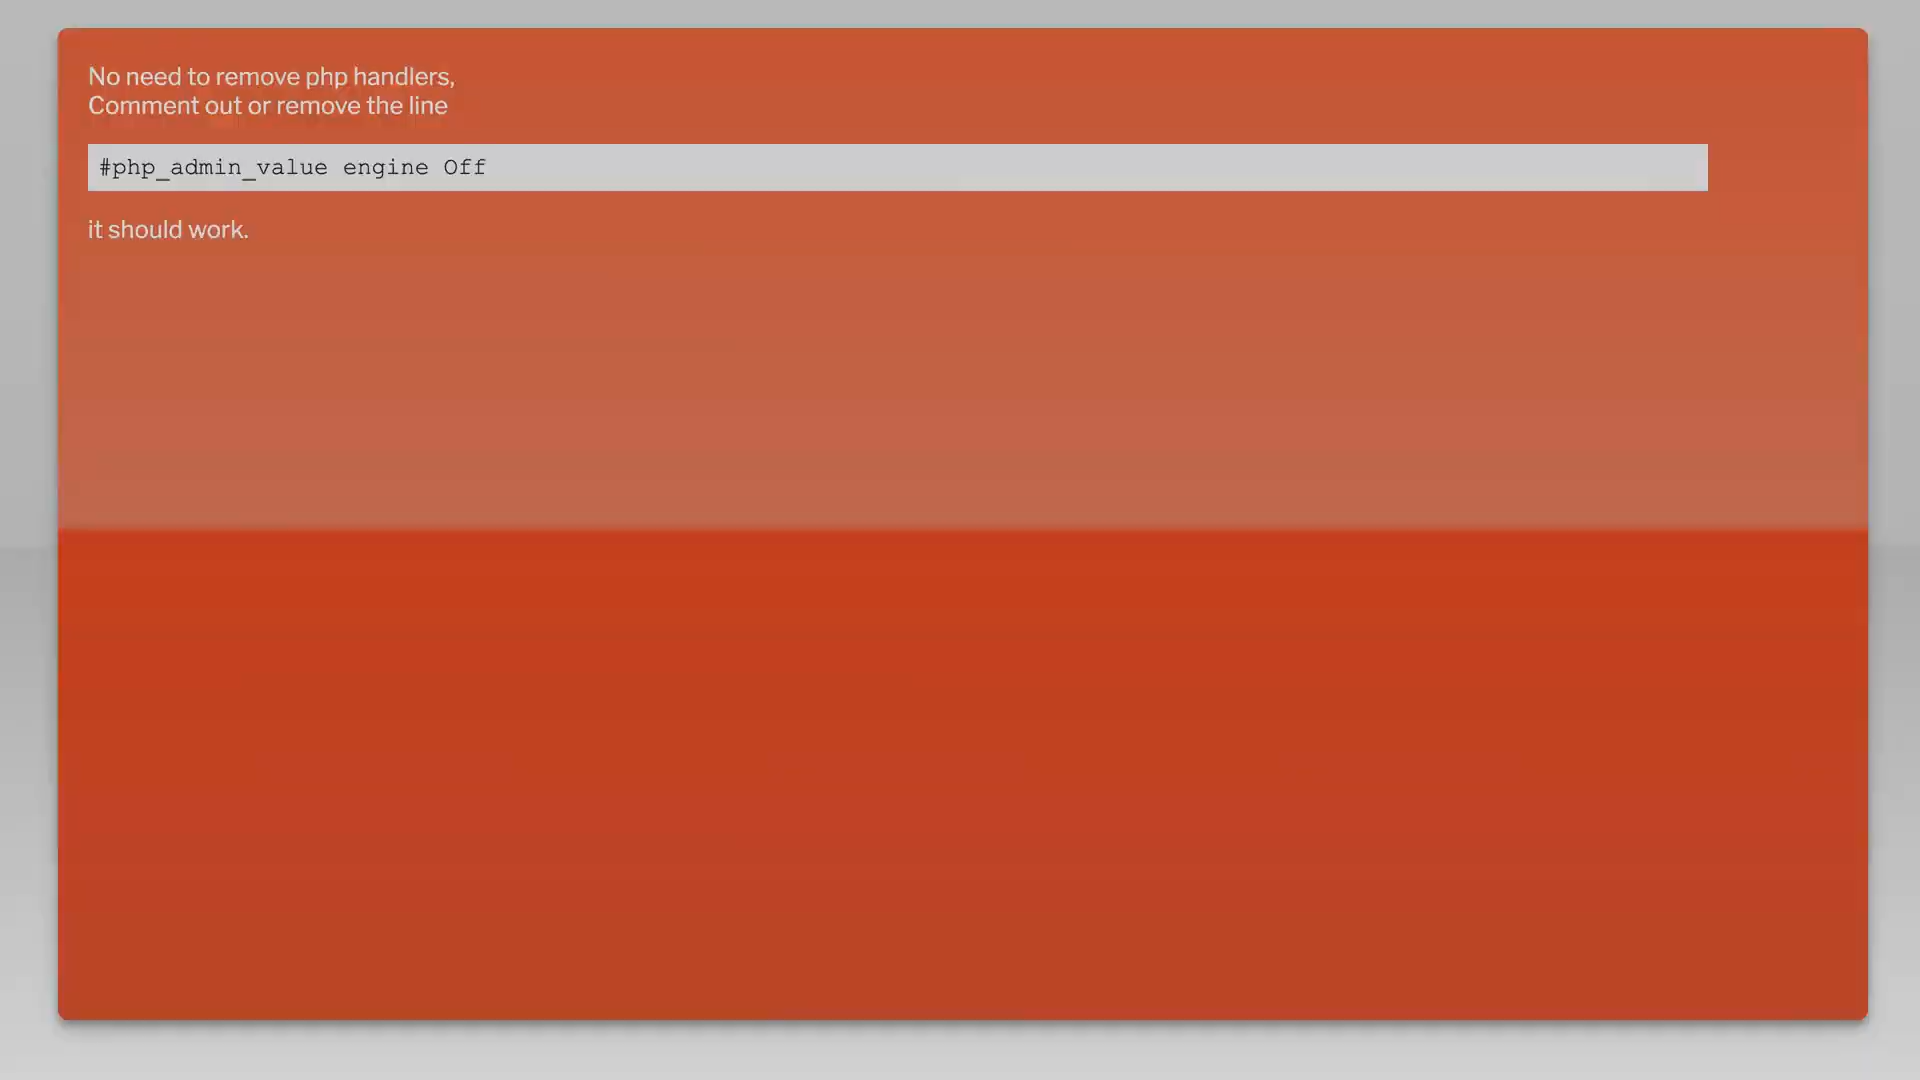 No need to remove php handlers,
Comment out or remove the line
#php_admin_value engine Off
it should work.